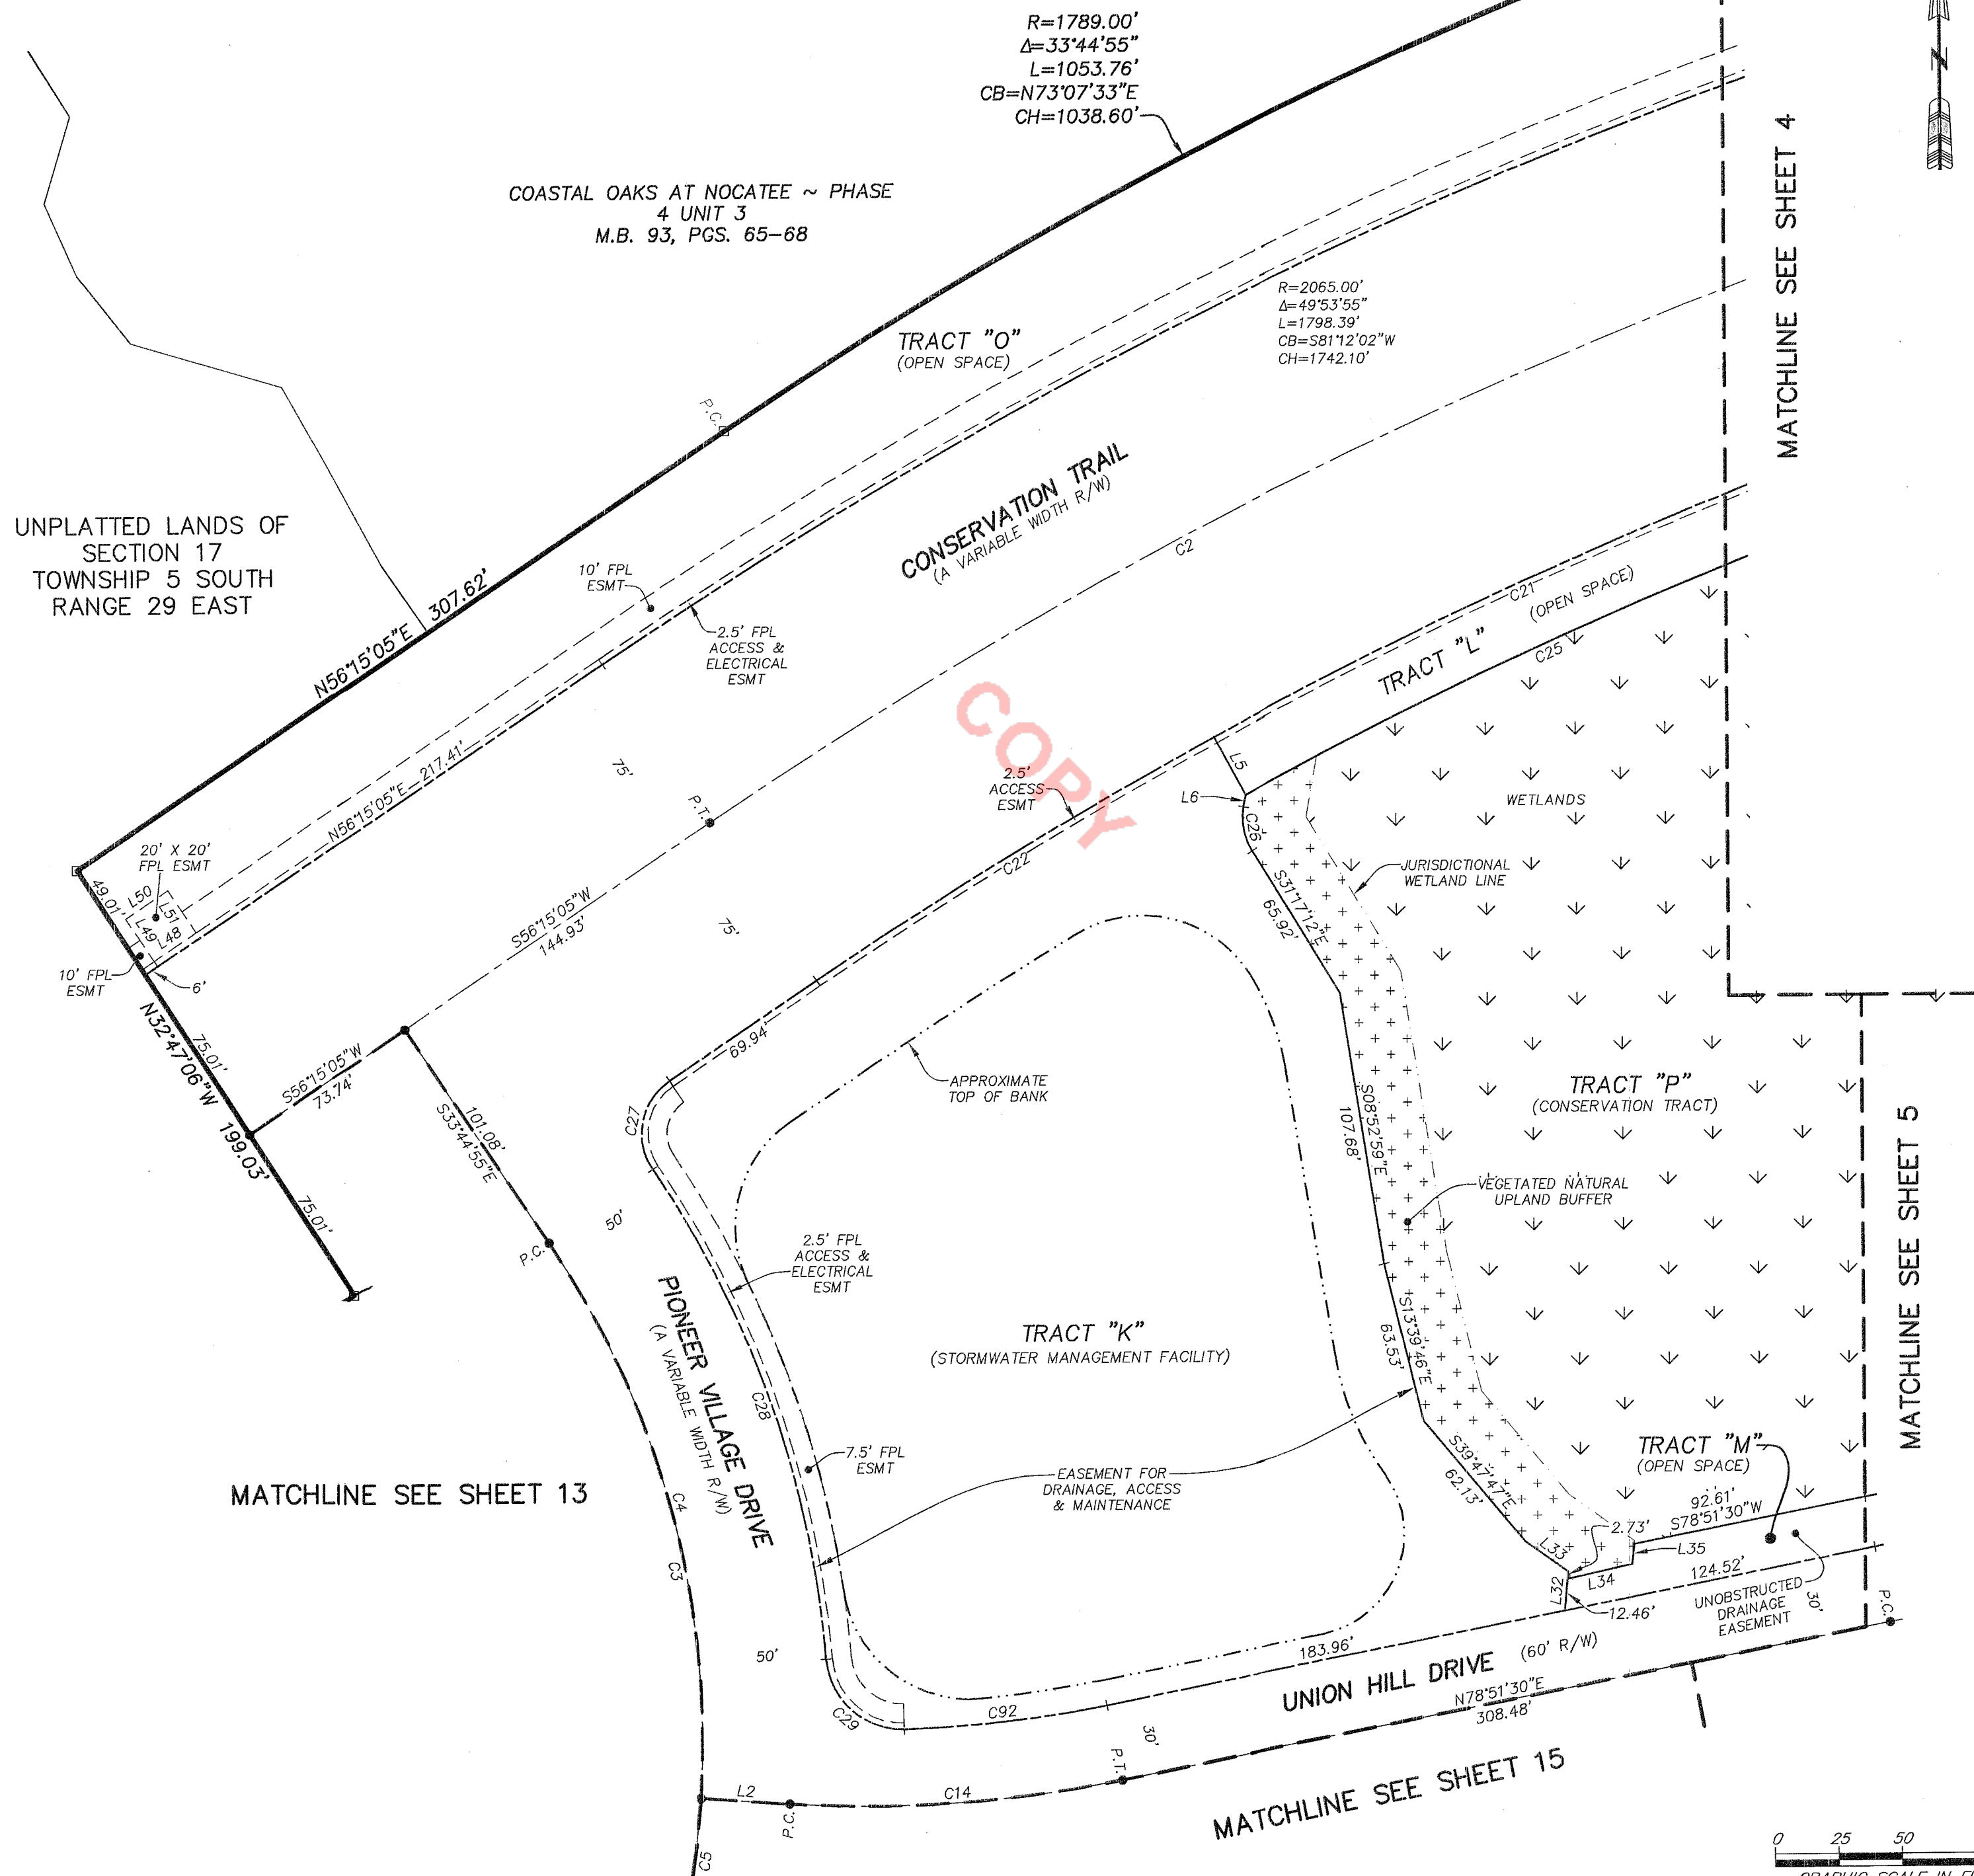 R=1789.00'
Δ=33°44'55"
L=1053.76'
CB=N73°07'33"E
CH=1038.60'
N
MATCHLINE SEE SHEET 4
COASTAL OAKS AT NOCATEE ~ PHASE
4 UNIT 3
M.B. 93, PGS. 65-68
R=2065.00'
Δ=49°53'55"
L=1798.39'
CB=S81°12'02"W
CH=1742.10'
TRACT "O"
(OPEN SPACE)
P.C.
CONSERVATION TRAIL
(A VARIABLE WIDTH R/W)
C2
UNPLATTED LANDS OF
SECTION 17
TOWNSHIP 5 SOUTH
RANGE 29 EAST
N56°15'05"E 307.62'
10' FPL
ESMT
2.5' FPL
ACCESS &
ELECTRICAL
ESMT
C21
(OPEN SPACE)
TRACT "L"
C25
COPY
N56°15'05"E 217.41'
75'
P.T.
2.5'
ACCESS
ESMT
L5
L6
C26
WETLANDS
20' X 20'
FPL ESMT
49.01'
L50
L51
L49
L48
10' FPL
ESMT
6'
C22
JURISDICTIONAL
WETLAND LINE
S31°17'12"E
65.92'
S56°15'05"W
144.93'
75'
N32°47'06"W 199.03'
75.01'
S56°15'05"W
73.74'
69.94'
APPROXIMATE
TOP OF BANK
101.08'
S33°44'55"E
C27
S08°52'59"E
107.68'
TRACT "P"
(CONSERVATION TRACT)
MATCHLINE SEE SHEET 5
75.01'
50'
P.C.
VEGETATED NATURAL
UPLAND BUFFER
2.5' FPL
ACCESS &
ELECTRICAL
ESMT
PIONEER VILLAGE DRIVE
(A VARIABLE WIDTH R/W)
TRACT "K"
(STORMWATER MANAGEMENT FACILITY)
S13°39'46"E
63.53'
C28
7.5' FPL
ESMT
EASEMENT FOR
DRAINAGE, ACCESS
& MAINTENANCE
S39°47'47"E
62.13'
TRACT "M"
(OPEN SPACE)
MATCHLINE SEE SHEET 13
C4
C3
92.61'
S78°51'30"W
2.73'
L33
L35
L32
L34
124.52'
12.46'
UNOBSTRUCTED
DRAINAGE
EASEMENT
30'
P.C.
50'
183.96'
UNION HILL DRIVE (60' R/W)
N78°51'30"E
308.48'
C29
C92
30'
P.T.
L2
P.C.
C14
MATCHLINE SEE SHEET 15
C5
0 25 50
GRAPHIC SCALE IN